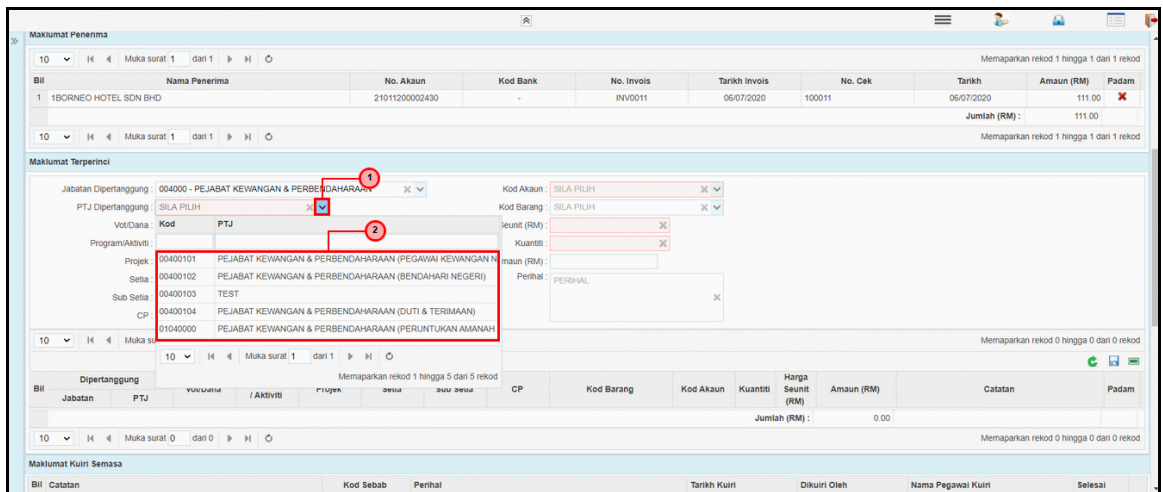 Maklumat Penerima
10 Muka surat 1 dari 1 Memaparkan rekod 1 hingga 1 dari 1 rekod
Bil Nama Penerima No. Akaun Kod Bank No. Invois Tarikh Invois No. Cek Tarikh Amaun (RM) Padam
1 1BORNEO HOTEL SDN BHD 21011200002430 - INV0011 06/07/2020 100011 06/07/2020 111.00
Jumlah (RM) : 111.00
10 Muka surat 1 dari 1 Memaparkan rekod 1 hingga 1 dari 1 rekod
Maklumat Terperinci
1
Jabatan Dipertanggung : 004000 - PEJABAT KEWANGAN & PERBENDAHARAAN Kod Akaun : SILA PILIH
PTJ Dipertanggung : SILA PILIH Kod Barang : SILA PILIH
Vot/Dana : Kod PTJ Seunit (RM) :
2
Program/Aktiviti : Kuantiti :
Projek : 00400101 PEJABAT KEWANGAN & PERBENDAHARAAN (PEGAWAI KEWANGAN N maun (RM) :
Setia : 00400102 PEJABAT KEWANGAN & PERBENDAHARAAN (BENDAHARI NEGERI) Perihal : PERIHAL
Sub Setia : 00400103 TEST
CP : 00400104 PEJABAT KEWANGAN & PERBENDAHARAAN (DUTI & TERIMAAN)
01040000 PEJABAT KEWANGAN & PERBENDAHARAAN (PERUNTUKAN AMANAH
10 Muka su Memaparkan rekod 0 hingga 0 dari 0 rekod
10 Muka surat 1 dari 1
Memaparkan rekod 1 hingga 5 dari 5 rekod
Bil Dipertanggung Jabatan PTJ Vot/Dana / Aktiviti Projek Setia Sub Setia CP Kod Barang Kod Akaun Kuantiti Harga Seunit (RM) Amaun (RM) Catatan Padam
Jumlah (RM) : 0.00
10 Muka surat 0 dari 0 Memaparkan rekod 0 hingga 0 dari 0 rekod
Maklumat Kuiri Semasa
Bil Catatan Kod Sebab Perihal Tarikh Kuiri Dikuiri Oleh Nama Pegawai Kuiri Selesai